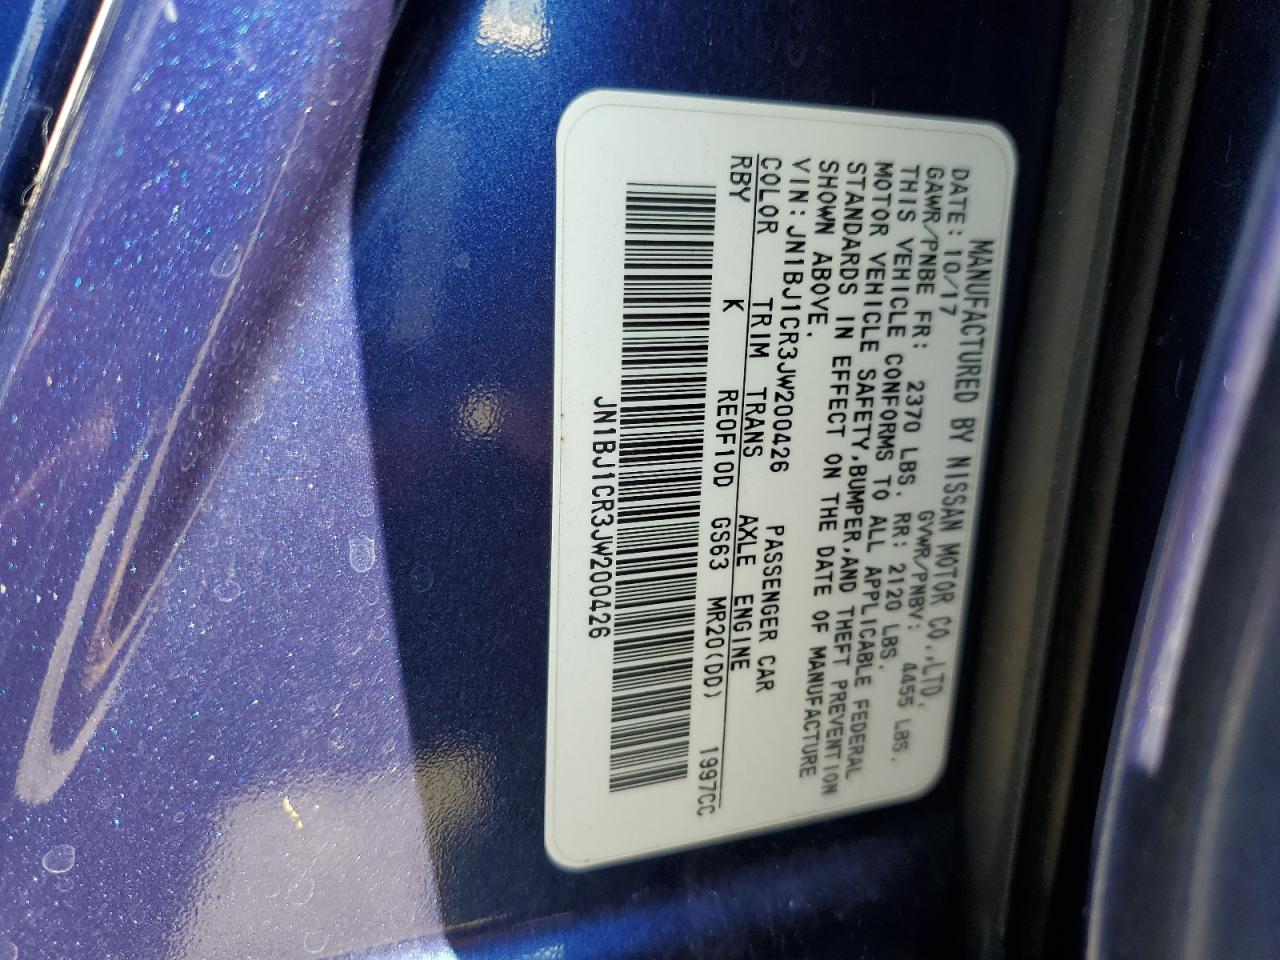 MANUFACTURED BY NISSAN MOTOR CO.,LTD.
DATE:10/17 GVWR/PNBV: 4455 LBS.
GAWR/PNBE FR: 2370 LBS. RR: 2120 LBS.
THIS VEHICLE CONFORMS TO ALL APPLICABLE FEDERAL
MOTOR VEHICLE SAFETY,BUMPER,AND THEFT PREVENTION
STANDARDS IN EFFECT ON THE DATE OF MANUFACTURE
SHOWN ABOVE.
VIN:JN1BJ1CR3JW200426 PASSENGER CAR
COLOR TRIM TRANS AXLE ENGINE
RBY K RE0F10D GS63 MR20(DD) 1997CC
JN1BJ1CR3JW200426